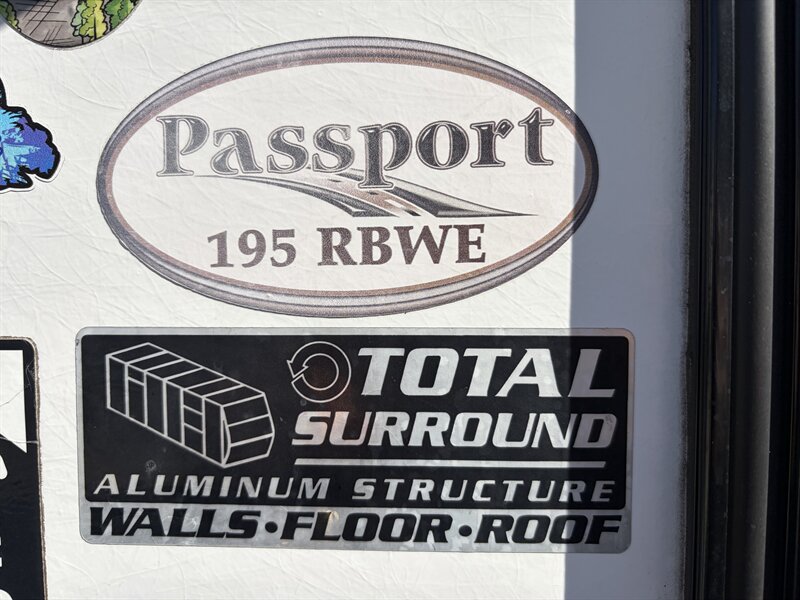 Passport
195 RBWE
TOTAL
SURROUND
ALUMINUM STRUCTURE
WALLS•FLOOR•ROOF